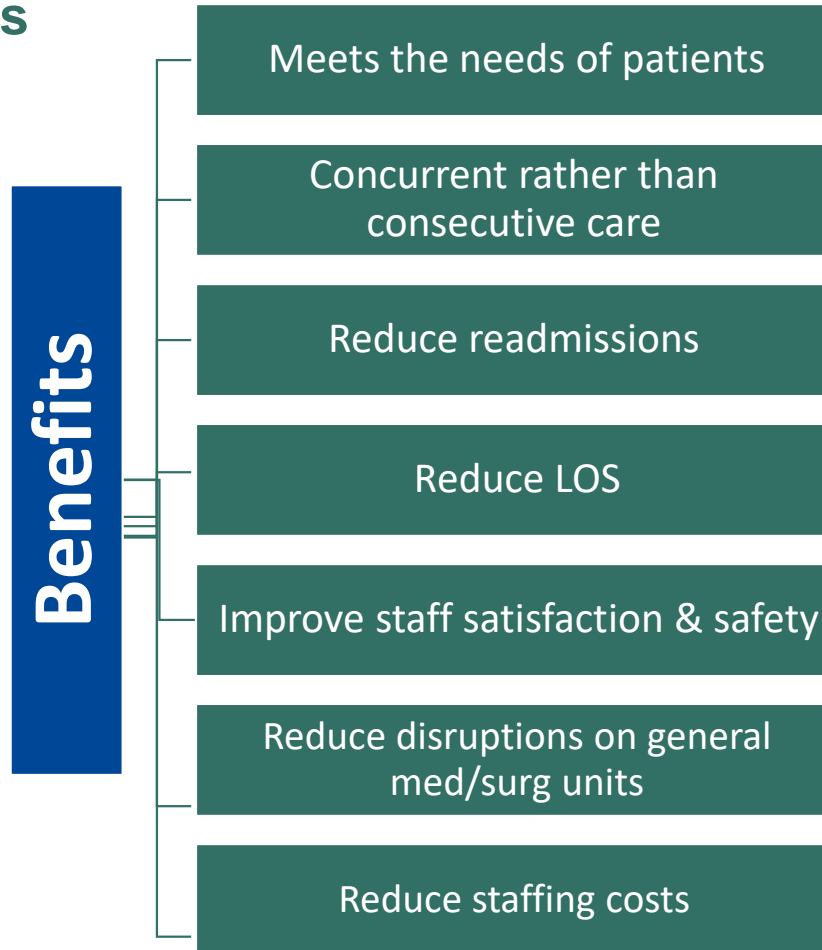 s
Benefits
Meets the needs of patients
Concurrent rather than
consecutive care
Reduce readmissions
Reduce LOS
Improve staff satisfaction & safety
Reduce disruptions on general
med/surg units
Reduce staffing costs